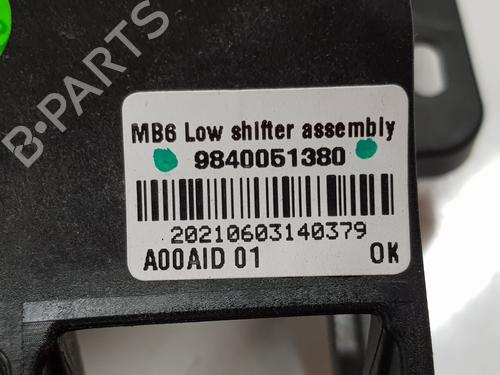 B-PARTS
MB6 Low shifter assembly
9840051380
20210603140379
A00AID 01 OK